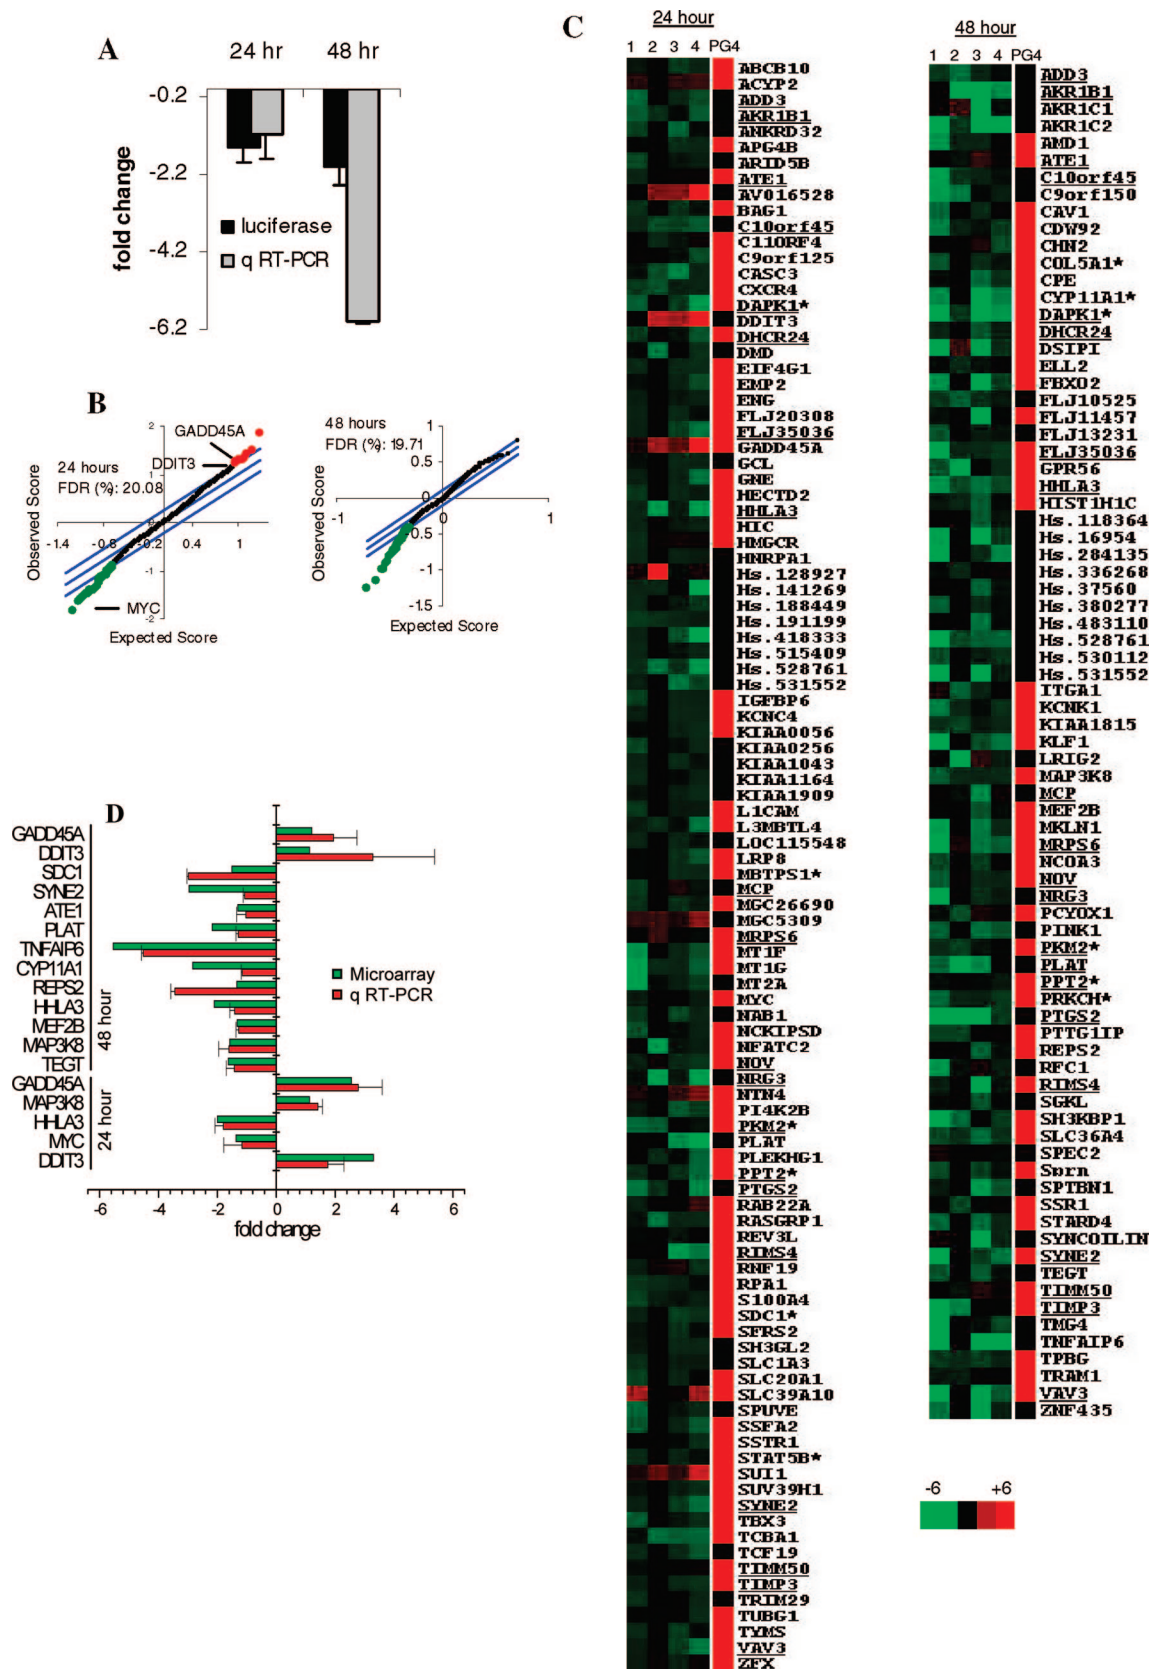 A
24 hr
48 hr
-0.2
-2.2
-4.2
-6.2
fold change
luciferase
q RT-PCR
B
GADD45A
DDIT3
24 hours
FDR (%): 20.08
MYC
2
1
-1
-2
-1.4
-0.6
-0.2
0.4
1
Observed Score
Expected Score
48 hours
FDR (%): 19.71
1.0
0.5
0
-0.5
-1
-1.5
-1
0
1
Observed Score
Expected Score
C
24 hour
1 2 3 4 PG4
ABCB10
ACYP2
ADD3
AKR1B1
ANKRD32
APG4B
ARID5B
ATE1
AV016528
BAG1
C10orf45
C11ORF4
C9orf125
CASC3
CXCR4
DAPK1*
DDIT3
DHCR24
DMD
EIF4G1
EMP2
ENG
FLJ20308
FLJ35036
GADD45A
GCL
GNE
HECTD2
HHLA3
HIC
HMGCR
HNRPA1
Hs.128927
Hs.141269
Hs.188449
Hs.191199
Hs.418333
Hs.515409
Hs.528761
Hs.531552
IGFBP6
KCNC4
KIAA0056
KIAA0256
KIAA1043
KIAA1164
KIAA1909
L1CAM
L3MBTL4
LOC115548
LRP8
MBTPS1*
MCP
MGC26690
MGC5309
MRPS6
MT1F
MT1G
MT2A
MYC
NAB1
NCKIPSD
NFATC2
NOV
NRG3
NTN4
PI4K2B
PKM2*
PLAT
PLEKHG1
PPT2*
PTGS2
RAB22A
RASGRP1
REV3L
RIMS4
RNF19
RPA1
S100A4
SDC1*
SFRS2
SH3GL2
SLC1A3
SLC20A1
SLC39A10
SPUVE
SSFA2
SSTR1
STAT5B*
SUI1
SUV39H1
SYNE2
TBX3
TCBA1
TCF19
TIMM50
TIMP3
TRIM29
TUBG1
TYMS
VAV3
ZFX
48 hour
1 2 3 4 PG4
ADD3
AKR1B1
AKR1C1
AKR1C2
AMD1
ATE1
C10orf45
C9orf150
CAV1
CDW92
CHN2
COL5A1*
CPE
CYP11A1*
DAPK1*
DHCR24
DSIPI
ELL2
FBXO2
FLJ10525
FLJ11457
FLJ13231
FLJ35036
GPR56
HHLA3
HIST1H1C
Hs.118364
Hs.16954
Hs.284135
Hs.336268
Hs.37560
Hs.380277
Hs.483110
Hs.528761
Hs.530112
Hs.531552
ITGA1
KCNK1
KIAA1815
KLF1
LRIG2
MAP3K8
MCP
MEF2B
MKLN1
MRPS6
NCOA3
NOV
NRG3
PCYOX1
PINK1
PKM2*
PLAT
PPT2*
PRKCH*
PTGS2
PTTG1IP
REPS2
RFC1
RIMS4
SGKL
SH3KBP1
SLC36A4
SPEC2
Sprn
SPTBN1
SSR1
STARD4
SYNCOILIN
SYNE2
TEGT
TIMM50
TIMP3
TMG4
TNFAIP6
TPBG
TRAM1
VAV3
ZNF435
-6 +6
D
GADD45A
DDIT3
SDC1
SYNE2
ATE1
PLAT
TNFAIP6
CYP11A1
REPS2
HHLA3
MEF2B
MAP3K8
TEGT
GADD45A
MAP3K8
HHLA3
MYC
DDIT3
48 hour
24 hour
Microarray
q RT-PCR
-6 -4 -2 0 2 4 6
fold change